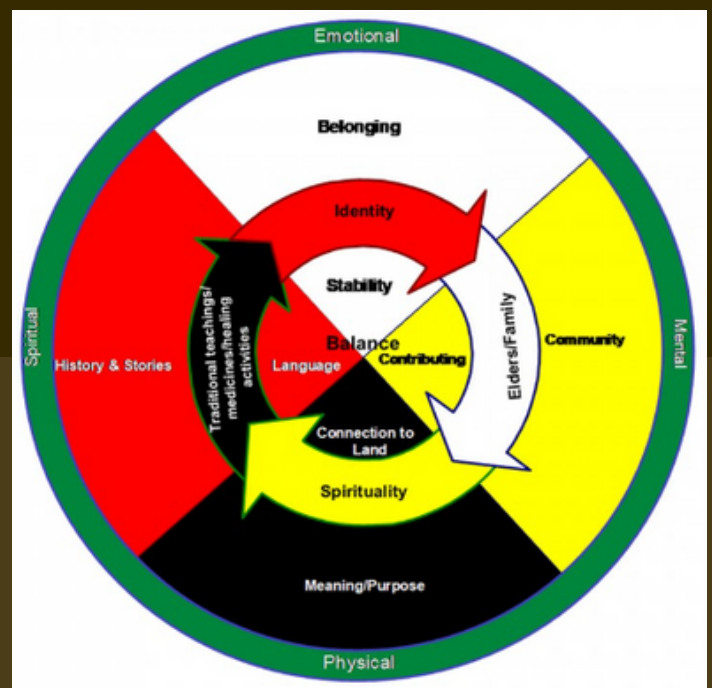 Emotional
Belonging
Identity
Stability
Balance
Spiritual
History & Stories
Traditional teachings/
medicines/healing
activities
Language
Contributing
Elders/Family
Community
Mental
Connection to
Land
Spirituality
Meaning/Purpose
Physical